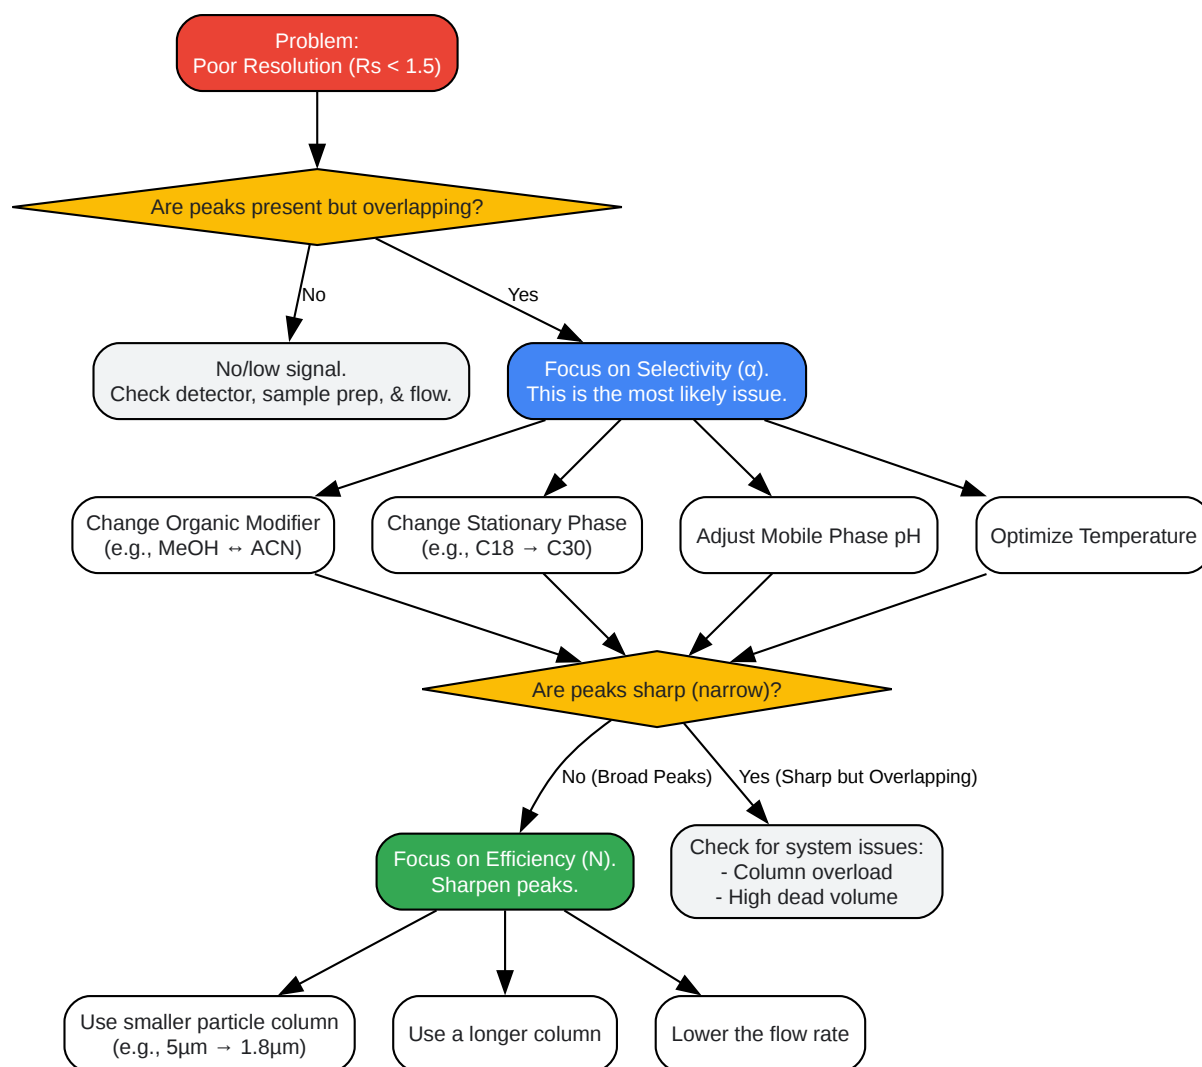 Problem:
Poor Resolution (Rs < 1.5)
Are peaks present but overlapping?
No
Yes
No/low signal.
Check detector, sample prep, & flow.
Focus on Selectivity (α).
This is the most likely issue.
Change Organic Modifier
(e.g., MeOH ↔ ACN)
Change Stationary Phase
(e.g., C18 → C30)
Adjust Mobile Phase pH
Optimize Temperature
Are peaks sharp (narrow)?
No (Broad Peaks)
Yes (Sharp but Overlapping)
Focus on Efficiency (N).
Sharpen peaks.
Check for system issues:
- Column overload
- High dead volume
Use smaller particle column
(e.g., 5µm → 1.8µm)
Use a longer column
Lower the flow rate